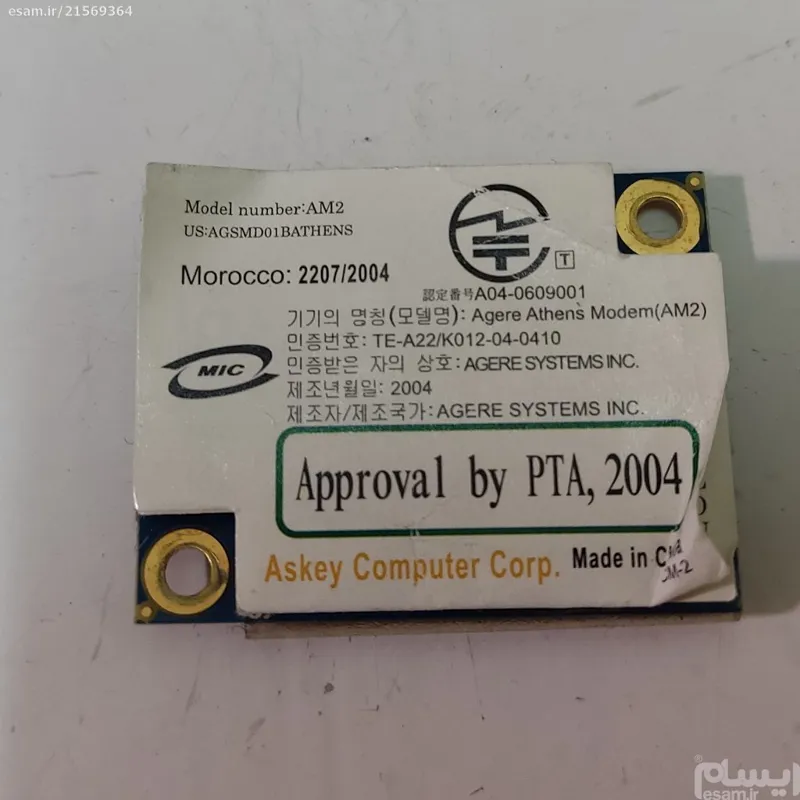 esam.ir/21569364
Model number:AM2
US:AGSMD01BATHENS
Morocco: 2207/2004
T
認定番号A04-0609001
기기의 명칭(모델명): Agere Athens Modem(AM2)
인증번호: TE-A22/K012-04-0410
MIC
인증받은 자의 상호: AGERE SYSTEMS INC.
제조년월일: 2004
제조자/제조국가: AGERE SYSTEMS INC.
Approval by PTA, 2004
Askey Computer Corp. Made in
ایسام
esam.ir